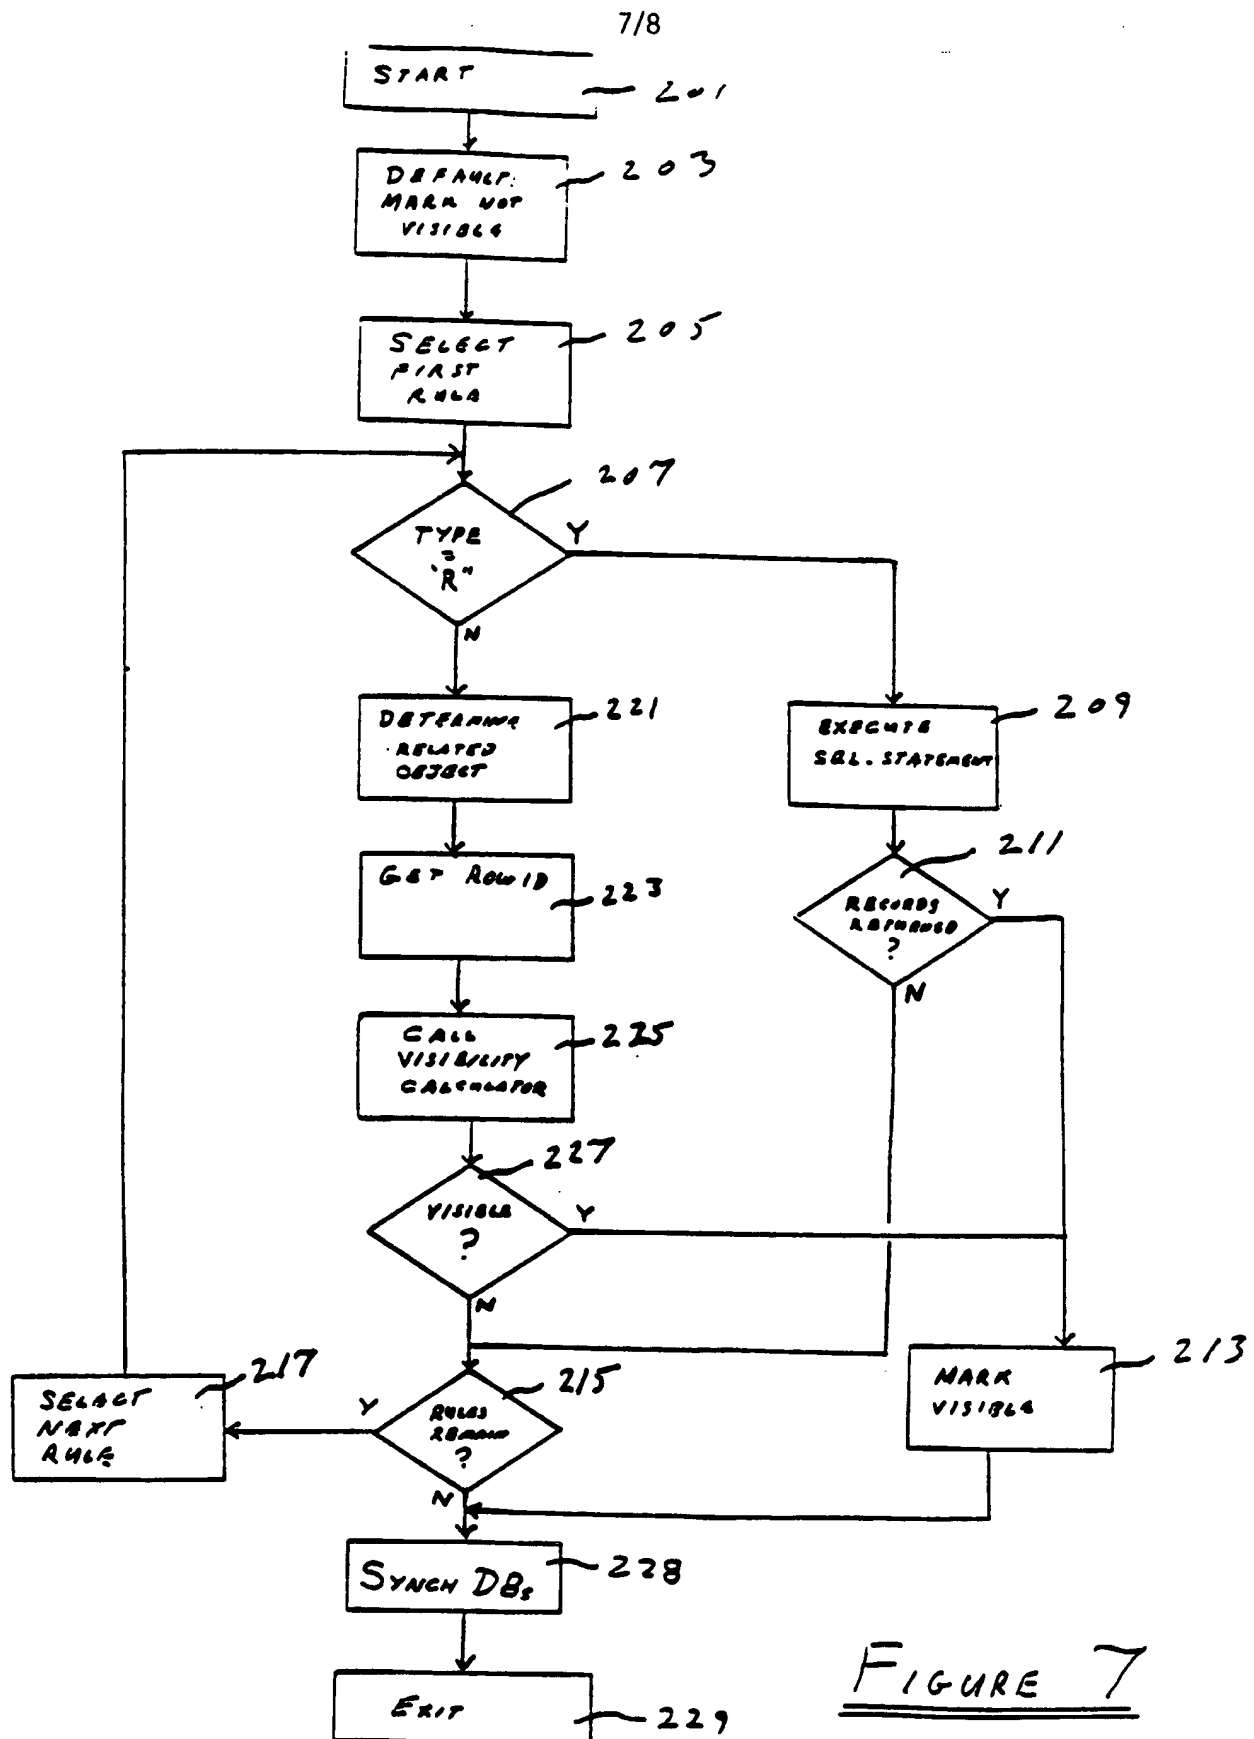 7/8
START
201
DEFAULT:
MARK NOT
VISIBLE
203
SELECT
FIRST
RULE
205
TYPE
=
"R"
207
Y
N
DETERMINE
RELATED
OBJECT
221
EXECUTE
SQL. STATEMENT
209
GET ROW ID
223
RECORDS
RETURNED
?
211
Y
N
CALL
VISIBILITY
CALCULATOR
225
VISIBLE
?
227
Y
N
MARK
VISIBLE
213
SELECT
NEXT
RULE
217
RULES
REMAIN
?
215
Y
N
SYNCH DBs
228
EXIT
229
FIGURE 7